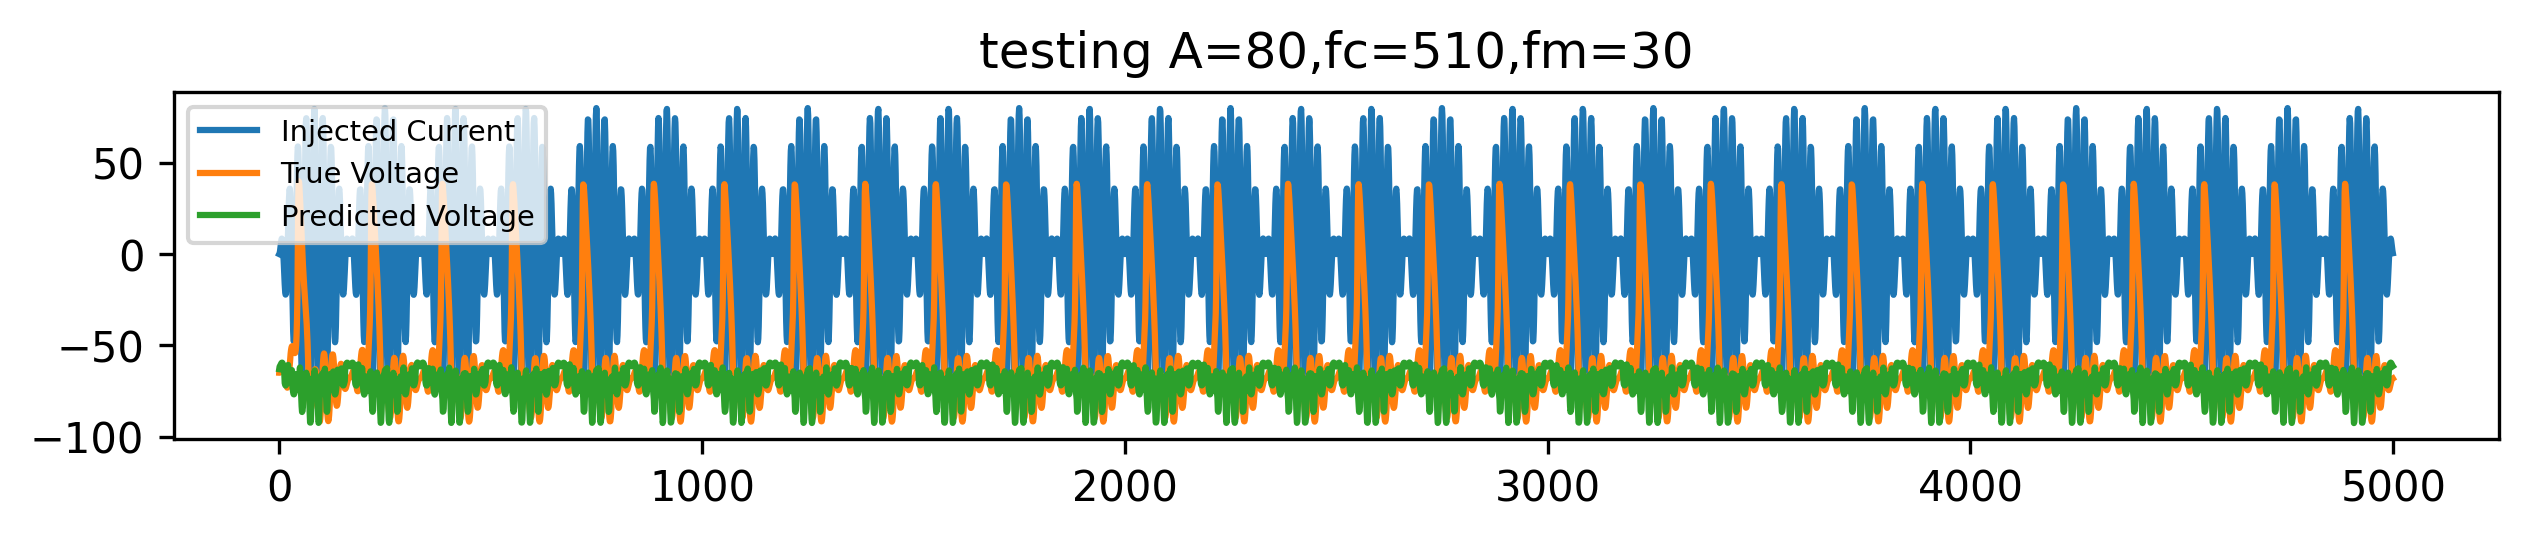 testing A=80,fc=510,fm=30
Injected Current
True Voltage
Predicted Voltage
50
0
−50
−100
0 1000 2000 3000 4000 5000